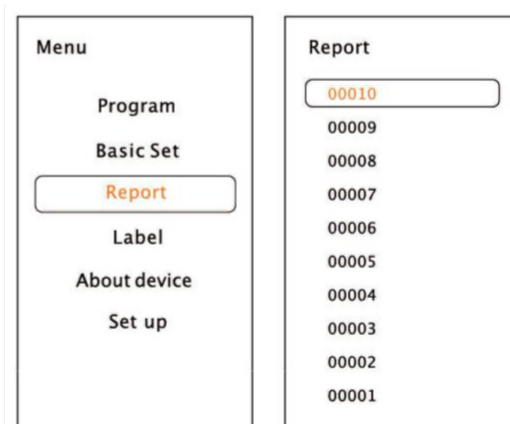 Menu
Program
Basic Set
Report
Label
About device
Set up
Report
00010
00009
00008
00007
00006
00005
00004
00003
00002
00001